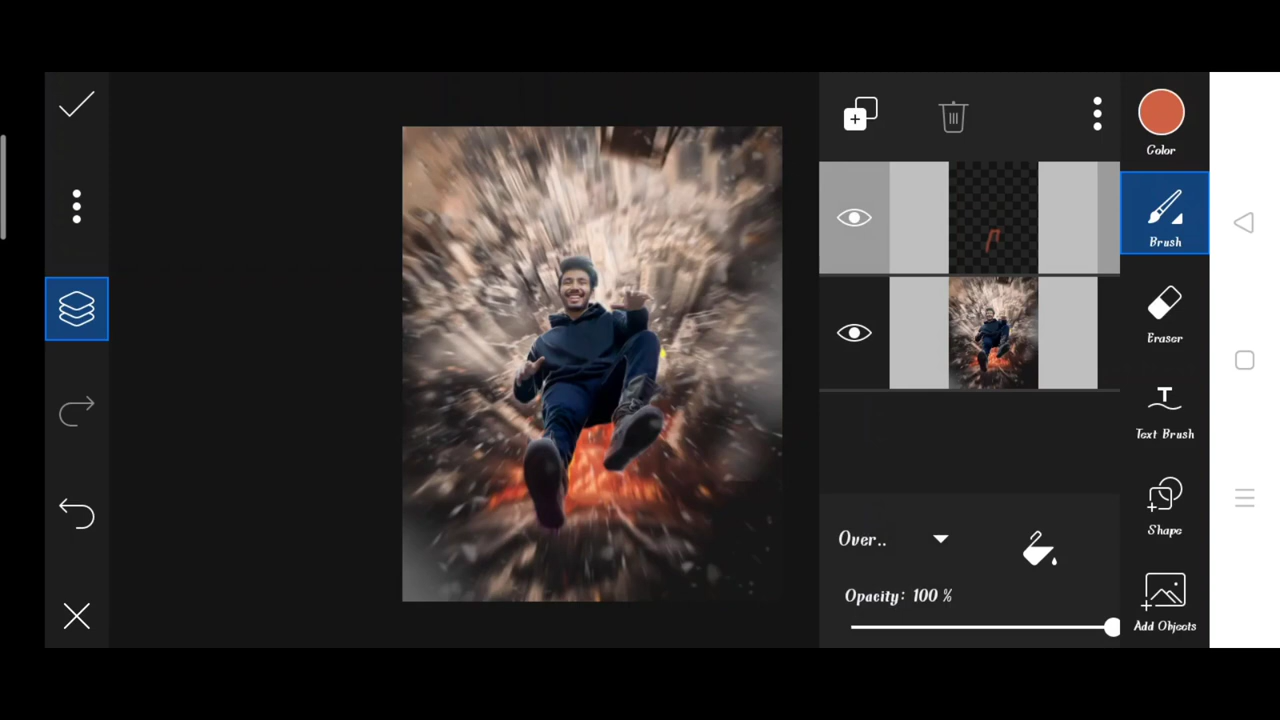 Color
Brush
Eraser
Text Brush
Shape
Over..
Opacity: 100 %
Add Objects